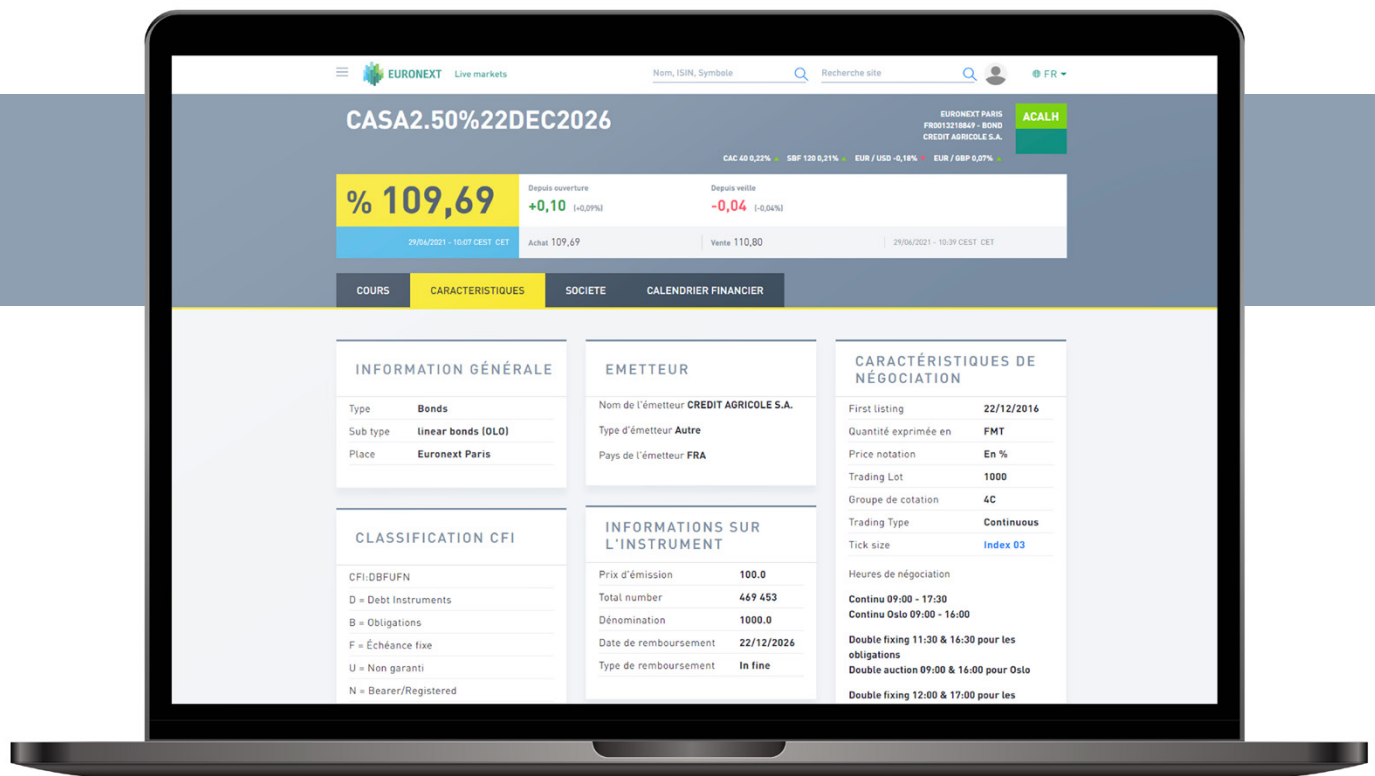 EURONEXT Live markets
Nom, ISIN, Symbole
Recherche site
FR
CASA2.50%22DEC2026
EURONEXT PARIS
FR0013218849 - BOND
CREDIT AGRICOLE S.A.
ACALH
CAC 40 0,22% SBF 120 0,21% EUR / USD -0,18% EUR / GBP 0,07%
% 109,69
Depuis ouverture
+0,10 (+0,09%)
Depuis veille
-0,04 (-0,04%)
29/06/2021 - 10:07 CEST CET
Achat 109,69
Vente 110,80
29/06/2021 - 10:39 CEST CET
COURS
CARACTERISTIQUES
SOCIETE
CALENDRIER FINANCIER
INFORMATION GÉNÉRALE
Type Bonds
Sub type linear bonds (OLO)
Place Euronext Paris
CLASSIFICATION CFI
CFI:DBFUFN
D = Debt Instruments
B = Obligations
F = Échéance fixe
U = Non garanti
N = Bearer/Registered
EMETTEUR
Nom de l'émetteur CREDIT AGRICOLE S.A.
Type d'émetteur Autre
Pays de l'émetteur FRA
INFORMATIONS SUR
L'INSTRUMENT
Prix d'émission 100.0
Total number 469 453
Dénomination 1000.0
Date de remboursement 22/12/2026
Type de remboursement In fine
CARACTÉRISTIQUES DE
NÉGOCIATION
First listing 22/12/2016
Quantité exprimée en FMT
Price notation En %
Trading Lot 1000
Groupe de cotation 4C
Trading Type Continuous
Tick size Index 03
Heures de négociation
Continu 09:00 - 17:30
Continu Oslo 09:00 - 16:00
Double fixing 11:30 & 16:30 pour les
obligations
Double auction 09:00 & 16:00 pour Oslo
Double fixing 12:00 & 17:00 pour les